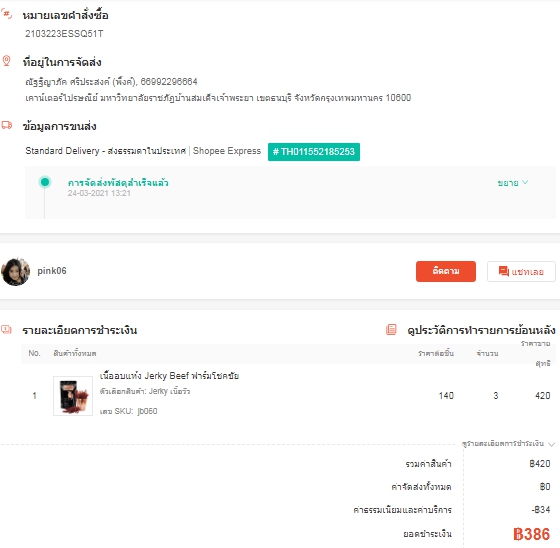 หมายเลขคำสั่งซื้อ
2103223ESSQ51T
ที่อยู่ในการจัดส่ง
ณัฐฐิญาภัค ศรีประสงค์ (พิ้งค์), 66992296664
เคาน์เตอร์ไปรษณีย์ มหาวิทยาลัยราชภัฏบ้านสมเด็จเจ้าพระยา เขตธนบุรี จังหวัดกรุงเทพมหานคร 10600
ข้อมูลการขนส่ง
Standard Delivery - ส่งธรรมดาในประเทศ | Shopee Express # TH011552185253
การจัดส่งพัสดุสำเร็จแล้ว ขยาย
24-03-2021 13:21
pink06 ติดตาม แชทเลย
รายละเอียดการชำระเงิน ดูประวัติการทำรายการย้อนหลัง
No. สินค้าทั้งหมด ราคาต่อชิ้น จำนวน ราคาขายสุทธิ
1 เนื้ออบแท่ง Jerky Beef ฟาร์มโชคชัย 140 3 420
ตัวเลือกสินค้า: Jerky เนื้อวัว
เลข SKU: jb060
ดูรายละเอียดการชำระเงิน
รวมค่าสินค้า ฿420
ค่าจัดส่งทั้งหมด ฿0
ค่าธรรมเนียมและค่าบริการ -฿34
ยอดชำระเงิน ฿386